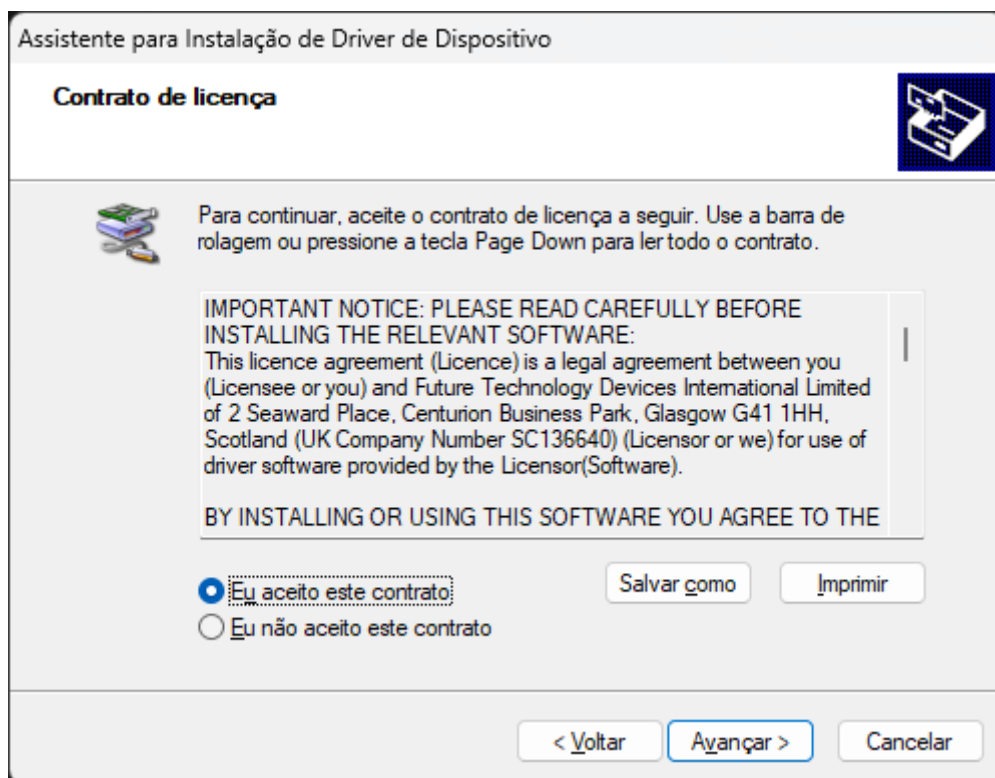 Assistente para Instalação de Driver de Dispositivo
Contrato de licença
Para continuar, aceite o contrato de licença a seguir. Use a barra de
rolagem ou pressione a tecla Page Down para ler todo o contrato.
IMPORTANT NOTICE: PLEASE READ CAREFULLY BEFORE
INSTALLING THE RELEVANT SOFTWARE:
This licence agreement (Licence) is a legal agreement between you
(Licensee or you) and Future Technology Devices International Limited
of 2 Seaward Place, Centurion Business Park, Glasgow G41 1HH,
Scotland (UK Company Number SC136640) (Licensor or we) for use of
driver software provided by the Licensor(Software).
BY INSTALLING OR USING THIS SOFTWARE YOU AGREE TO THE
Eu aceito este contrato
Salvar como
Imprimir
Eu não aceito este contrato
< Voltar
Avançar >
Cancelar